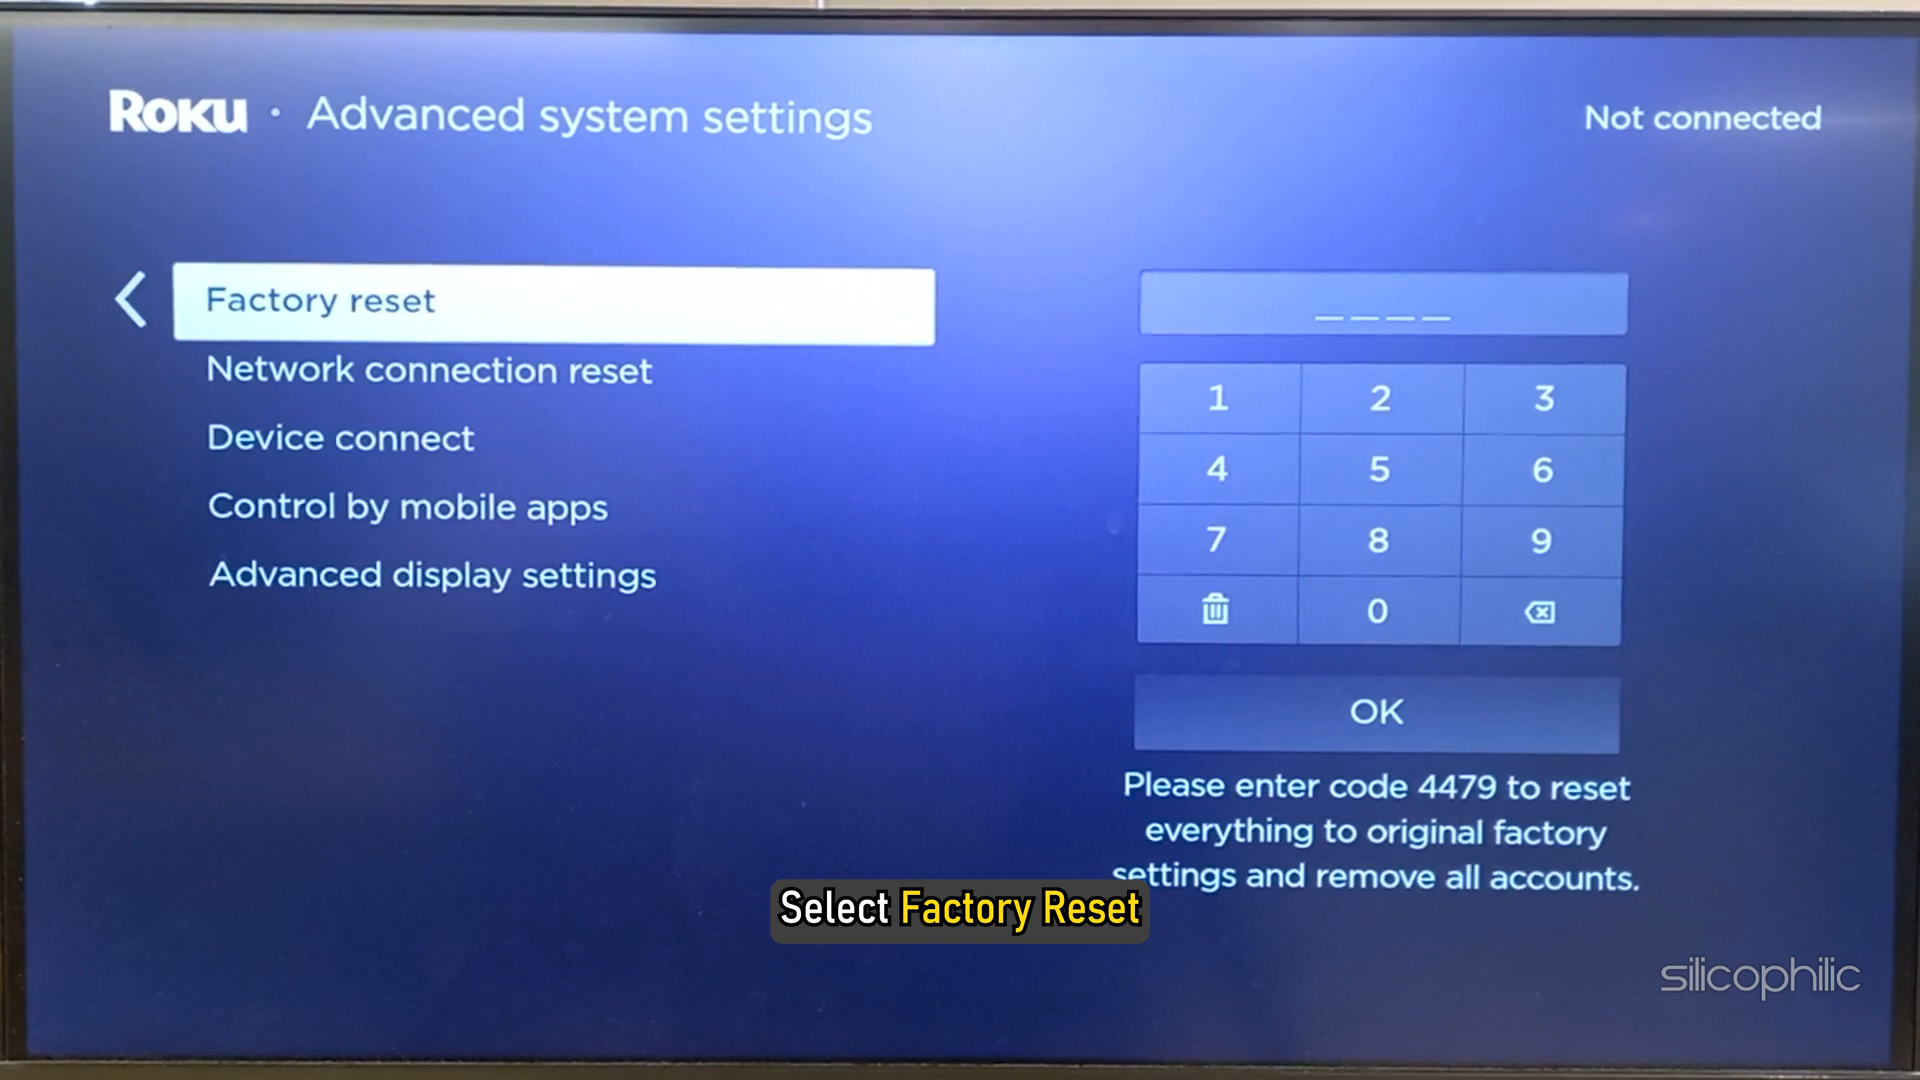 Roku · Advanced system settings
Not connected
Factory reset
Network connection reset
Device connect
Control by mobile apps
Advanced display settings
_ _ _ _
1 2 3
4 5 6
7 8 9
0
OK
Please enter code 4479 to reset
everything to original factory
settings and remove all accounts.
Select Factory Reset
silicophilic